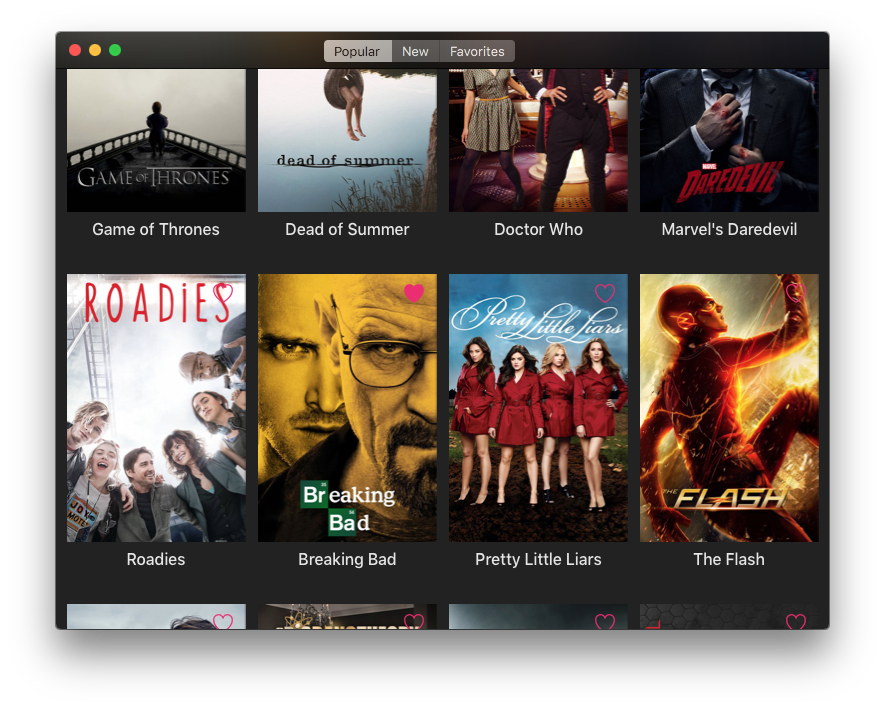 Popular New Favorites
GAME OF THRONES
dead of summer
MARVEL
DAREDEVIL
Game of Thrones
Dead of Summer
Doctor Who
Marvel's Daredevil
ROADiES
Pretty Little Liars
Breaking
Bad
THE FLASH
Roadies
Breaking Bad
Pretty Little Liars
The Flash